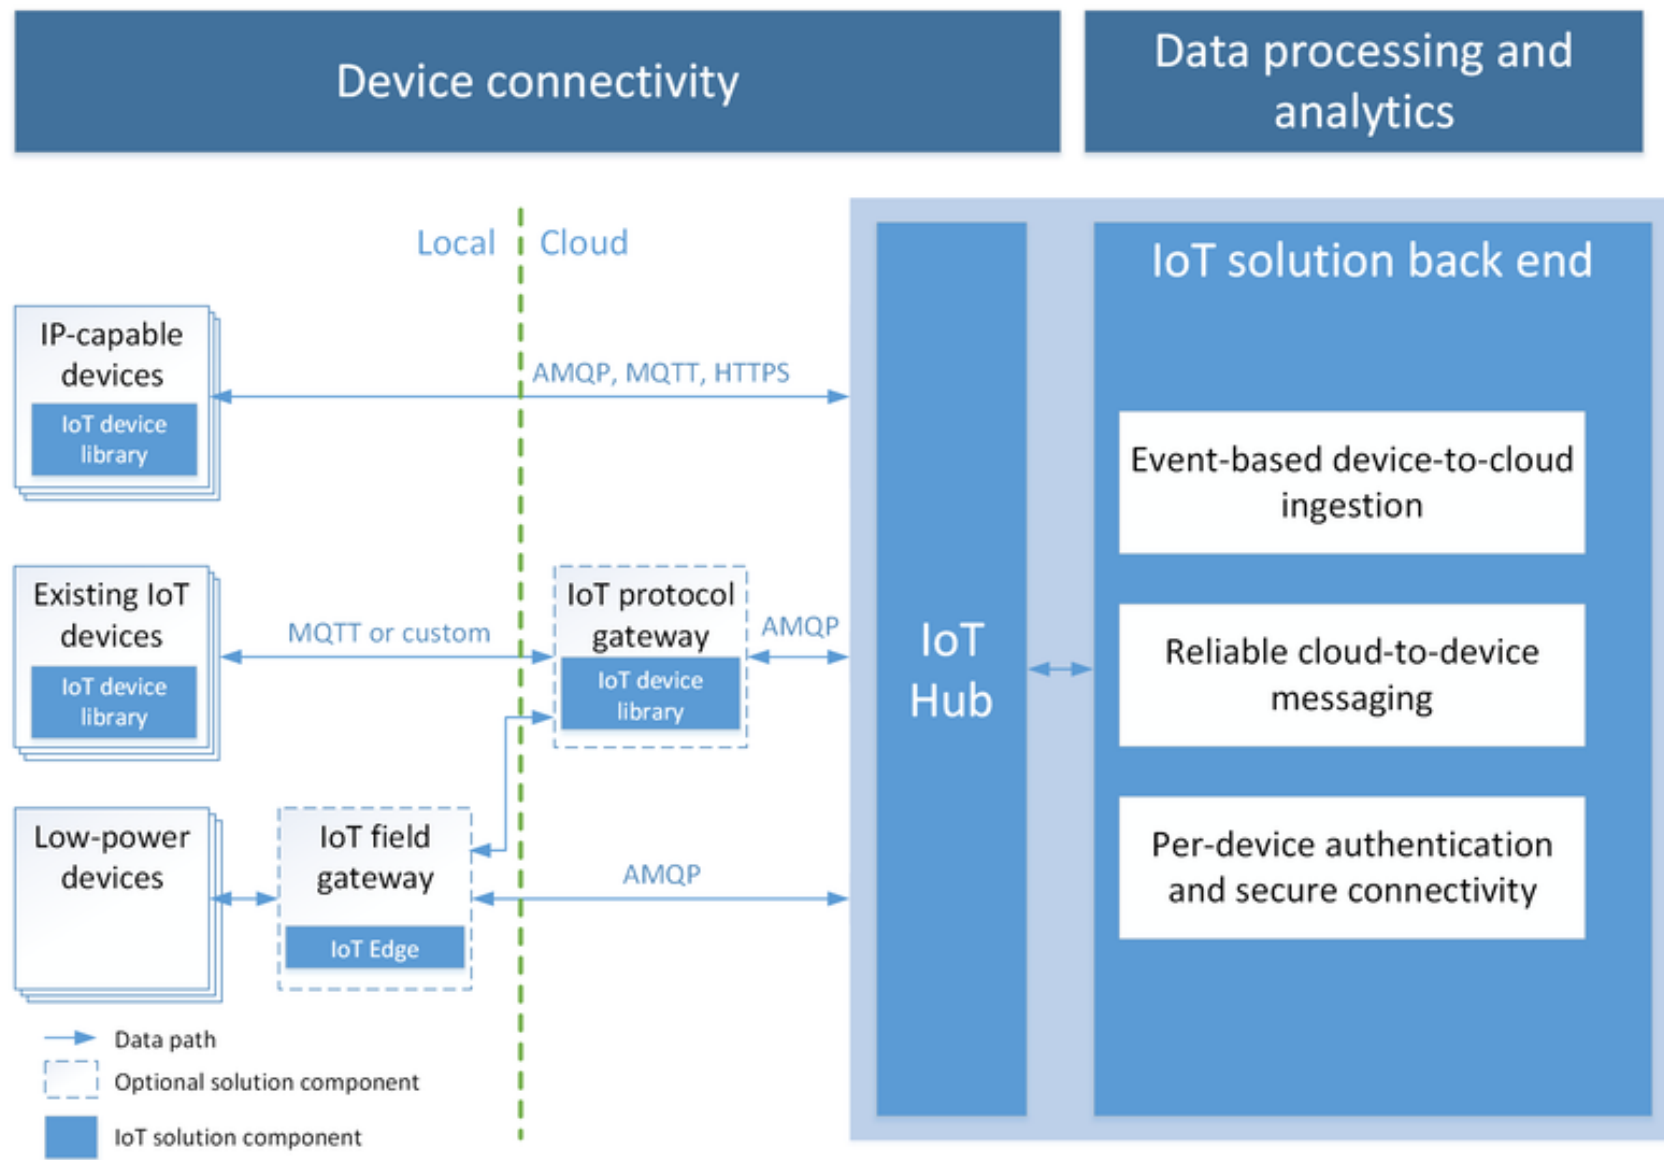 Device connectivity
Data processing and
analytics
Local
Cloud
IP-capable
devices
IoT device
library
AMQP, MQTT, HTTPS
Existing IoT
devices
IoT device
library
MQTT or custom
IoT protocol
gateway
IoT device
library
AMQP
Low-power
devices
IoT field
gateway
IoT Edge
AMQP
IoT
Hub
IoT solution back end
Event-based device-to-cloud
ingestion
Reliable cloud-to-device
messaging
Per-device authentication
and secure connectivity
Data path
Optional solution component
IoT solution component